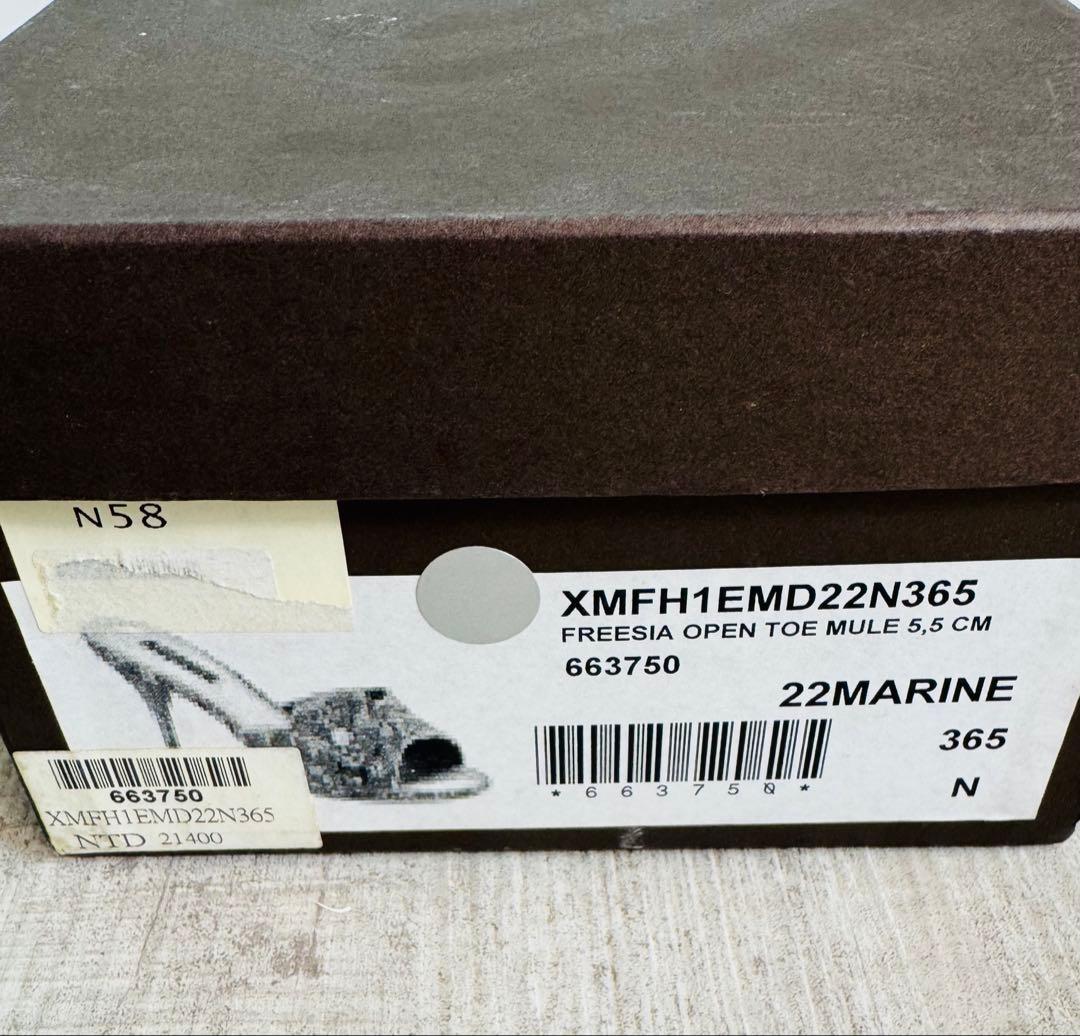 N58
XMFH1EMD22N365
FREESIA OPEN TOE MULE 5,5 CM
663750
22MARINE
365
*663750*
N
663750
XMFH1EMD22N365
NTD 21400